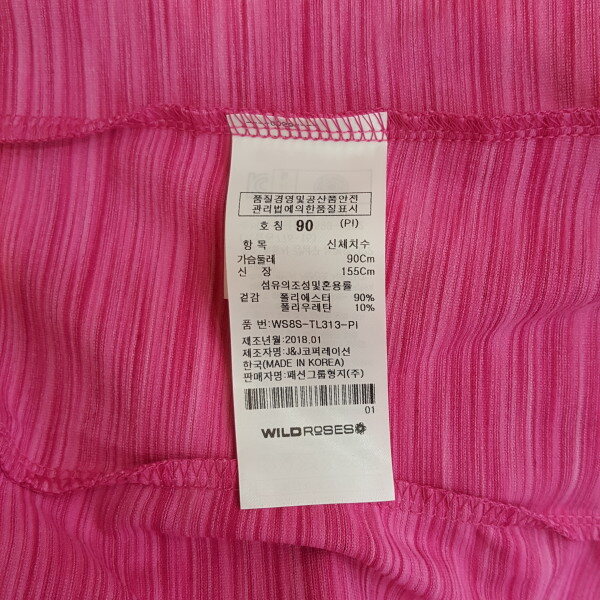 품질경영및공산품안전
관리법에의한품질표시
호 칭 90 (PI)
항 목 신체치수
가슴둘레 90Cm
신 장 155Cm
섬유의조성및혼용률
겉감 폴리에스터 90%
폴리우레탄 10%
품 번:WS8S-TL313-PI
제조년월:2018.01
제조자명:J&J코퍼레이션
한국(MADE IN KOREA)
판매자명:패션그룹형지(주)
01
WILDROSES